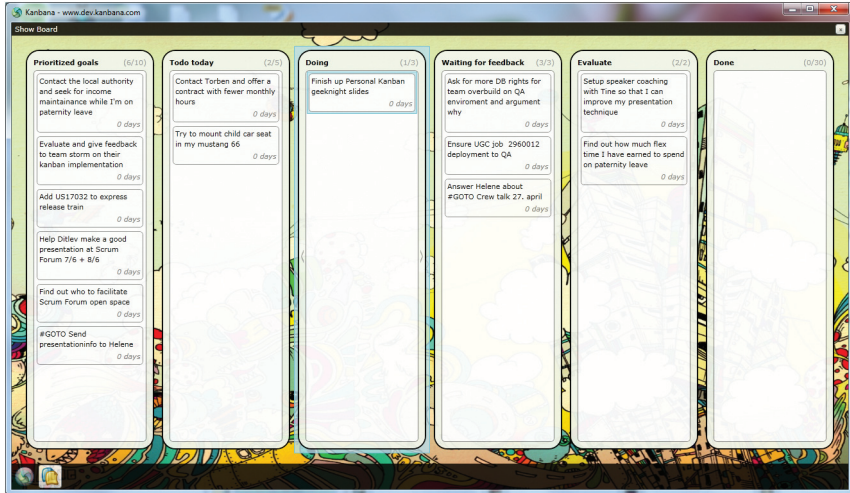 Kanbana - www.dev.kanbana.com
Show Board
Prioritized goals (6/10)
Contact the local authority
and seek for income
maintainance while I'm on
paternity leave
0 days
Evaluate and give feedback
to team storm on their
kanban implementation
0 days
Add US17032 to express
release train
0 days
Help Ditlev make a good
presentation at Scrum
Forum 7/6 + 8/6
0 days
Find out who to facilitate
Scrum Forum open space
0 days
#GOTO Send
presentationinfo to Helene
0 days
Todo today (2/5)
Contact Torben and offer a
contract with fewer monthly
hours
0 days
Try to mount child car seat
in my mustang 66
0 days
Doing (1/3)
Finish up Personal Kanban
geeknight slides
0 days
Waiting for feedback (3/3)
Ask for more DB rights for
team overbuild on QA
enviroment and argument
why
0 days
Ensure UGC job 2960012
deployment to QA
0 days
Answer Helene about
#GOTO Crew talk 27. april
0 days
Evaluate (2/2)
Setup speaker coaching
with Tine so that I can
improve my presentation
technique
0 days
Find out how much flex
time I have earned to spend
on paternity leave
0 days
Done (0/30)